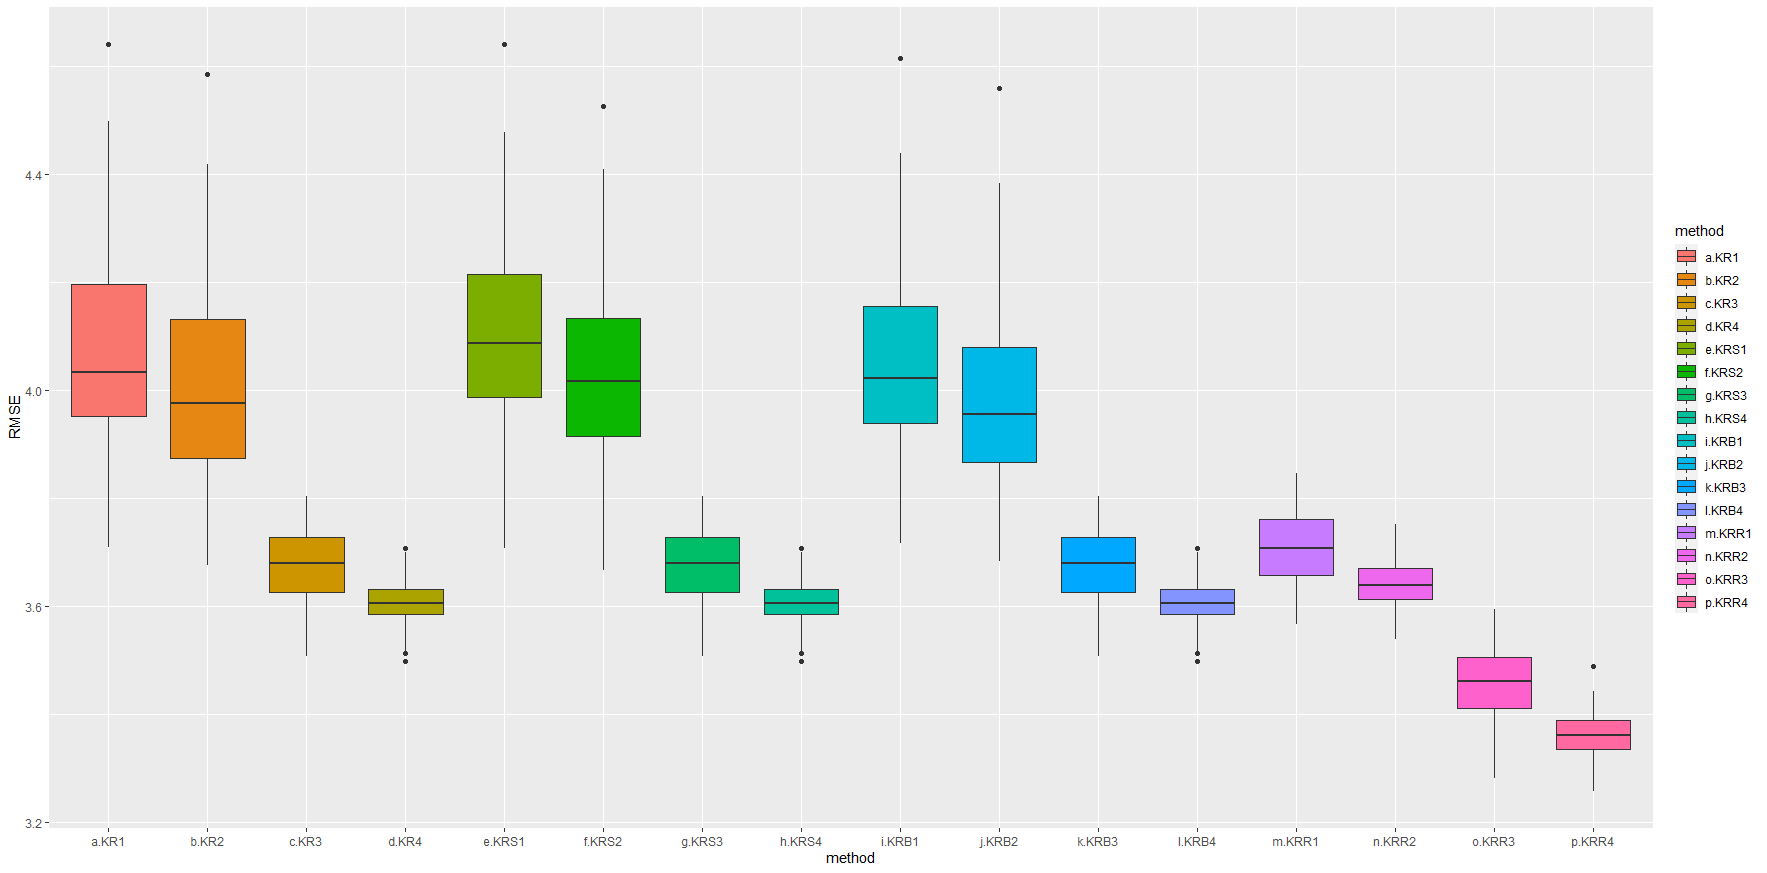 RMSE
4.4
4.0
3.6
3.2
a.KR1 b.KR2 c.KR3 d.KR4 e.KRS1 f.KRS2 g.KRS3 h.KRS4 i.KRB1 j.KRB2 k.KRB3 l.KRB4 m.KRR1 n.KRR2 o.KRR3 p.KRR4
method
method
a.KR1
b.KR2
c.KR3
d.KR4
e.KRS1
f.KRS2
g.KRS3
h.KRS4
i.KRB1
j.KRB2
k.KRB3
l.KRB4
m.KRR1
n.KRR2
o.KRR3
p.KRR4